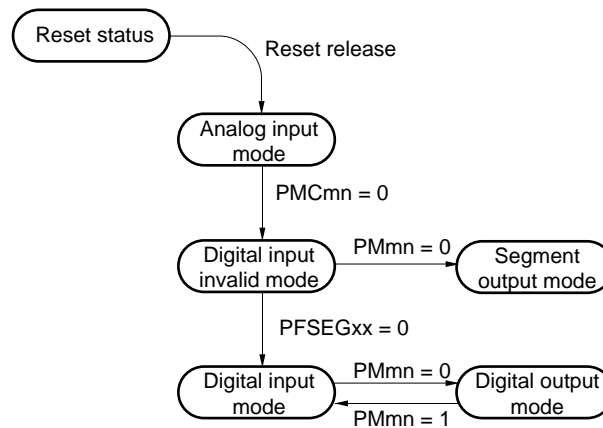 Reset status
Reset release
Analog input
mode
PMCmn = 0
Digital input
invalid mode
PMmn = 0
Segment
output mode
PFSEGxx = 0
Digital input
mode
PMmn = 0
PMmn = 1
Digital output
mode